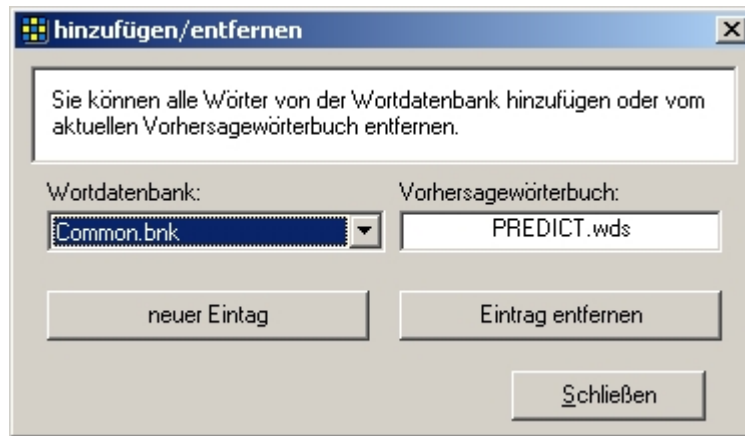 hinzufügen/entfernen
Sie können alle Wörter von der Wortdatenbank hinzufügen oder vom
aktuellen Vorhersagewörterbuch entfernen.
Wortdatenbank:
Vorhersagewörterbuch:
Common.bnk
PREDICT.wds
neuer Eintag
Eintrag entfernen
Schließen